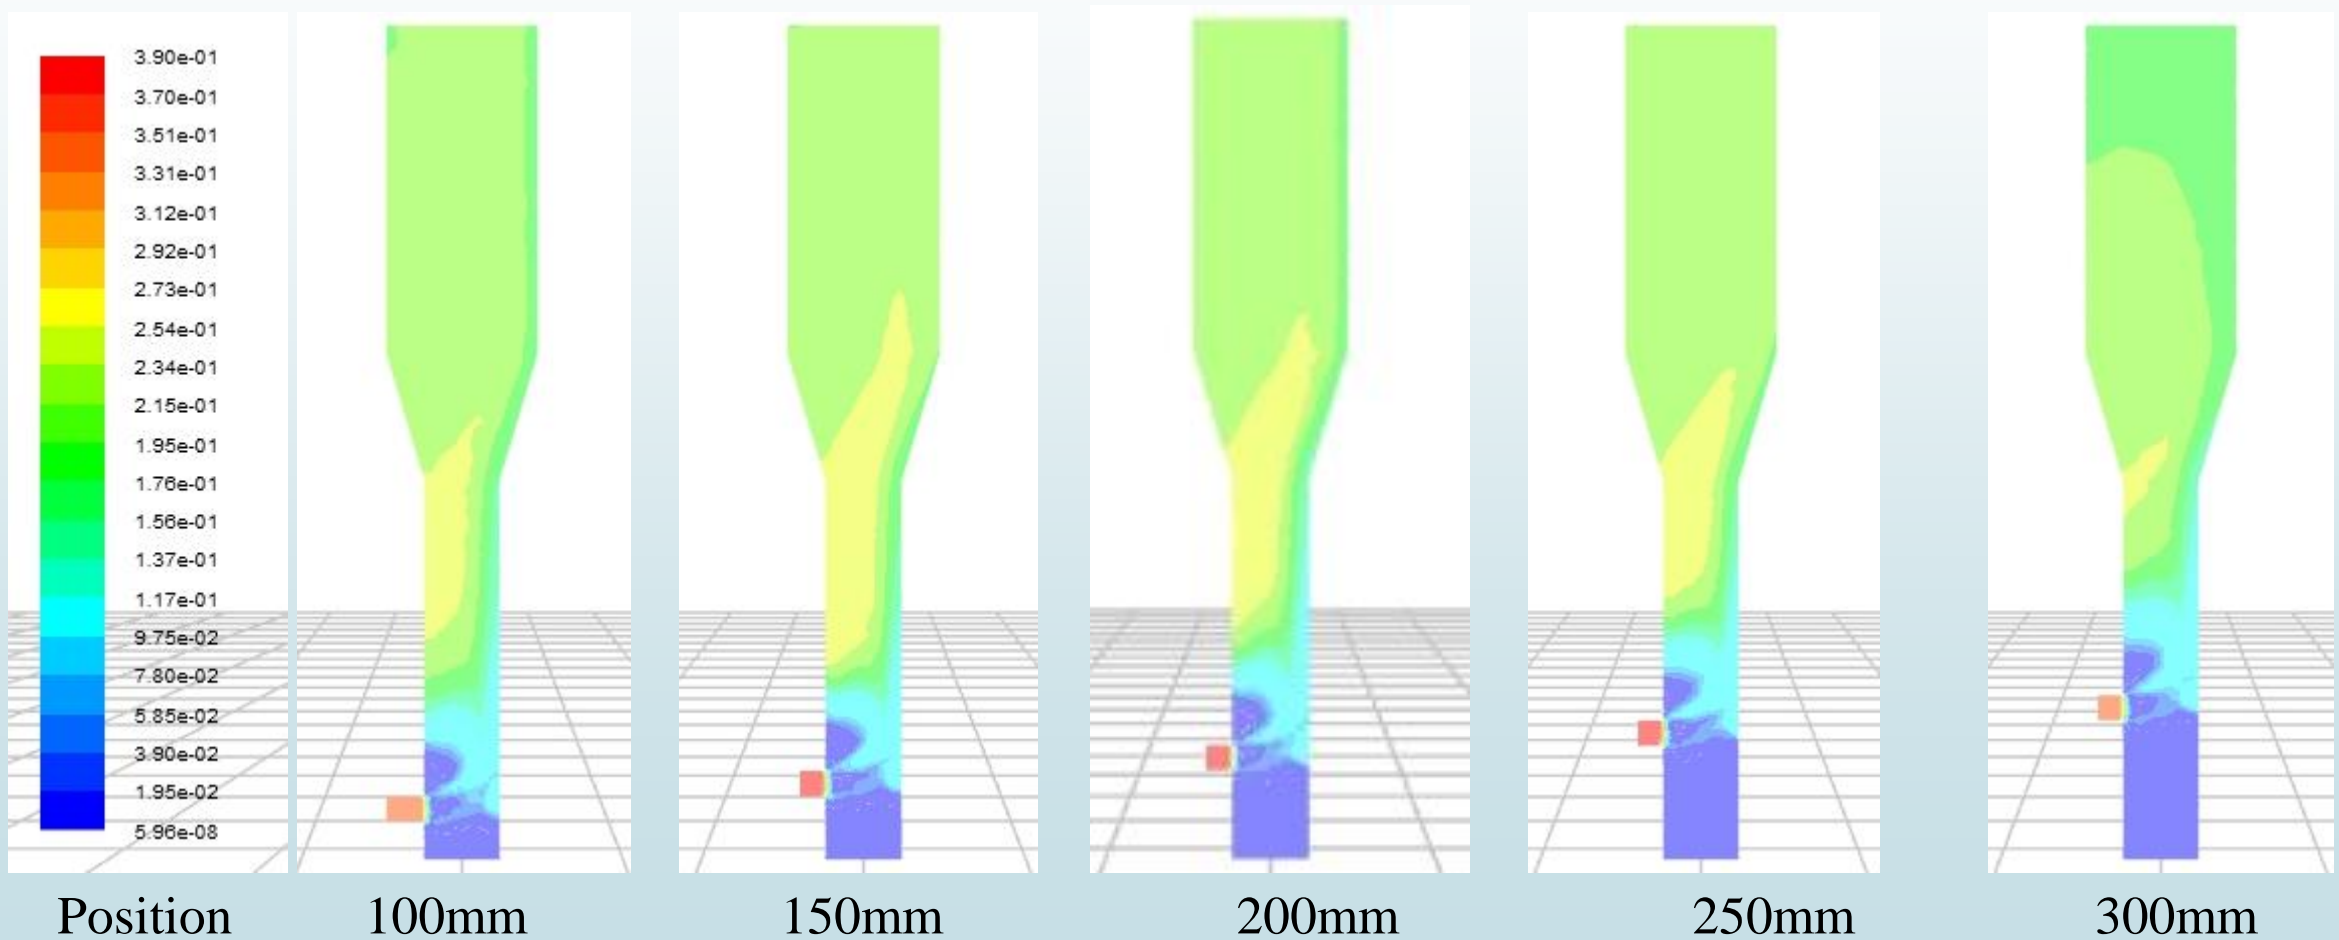 3.90e-01
3.70e-01
3.51e-01
3.31e-01
3.12e-01
2.92e-01
2.73e-01
2.54e-01
2.34e-01
2.15e-01
1.95e-01
1.76e-01
1.56e-01
1.37e-01
1.17e-01
9.75e-02
7.80e-02
5.85e-02
3.90e-02
1.95e-02
5.96e-08
Position 100mm 150mm 200mm 250mm 300mm